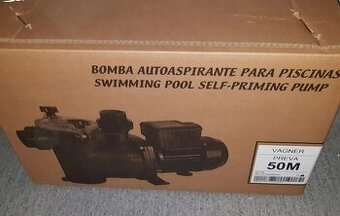 BOMBA AUTOASPIRANTE PARA PISCINAS
SWIMMING POOL SELF-PRIMING PUMP
VAGNER
PREVA
50M